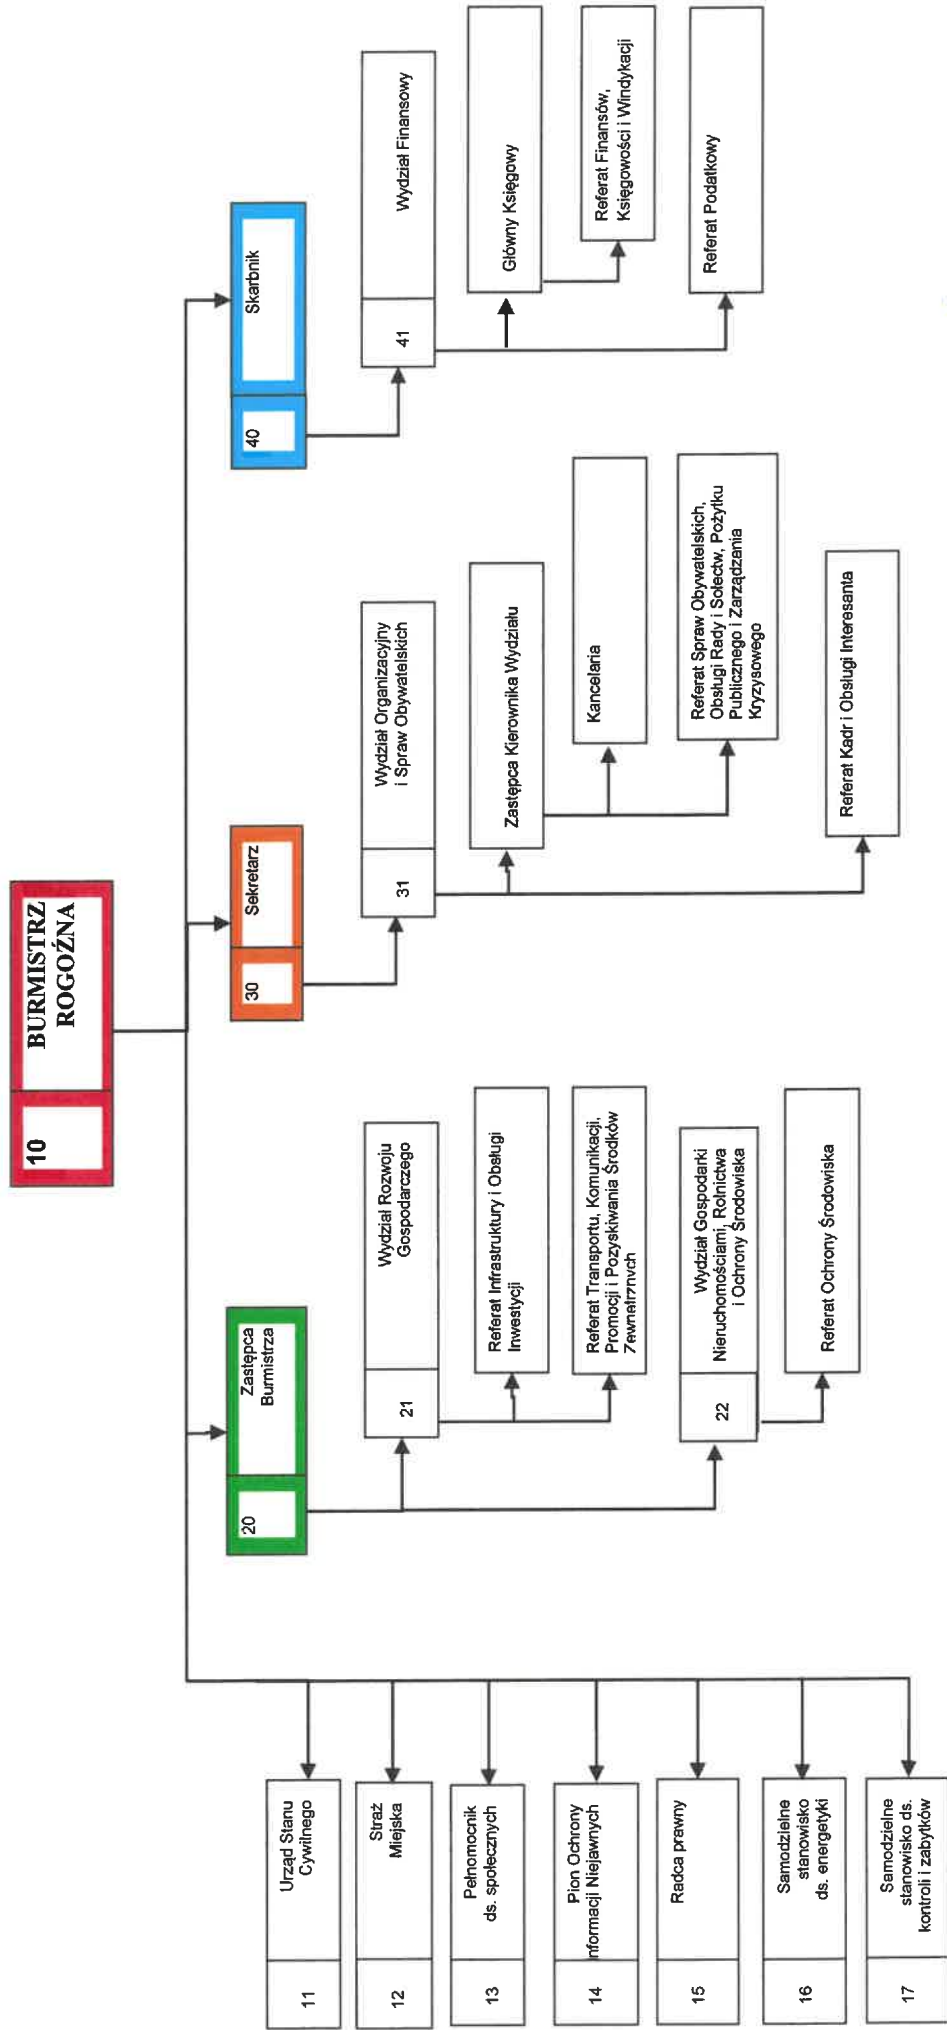 10
BURMISTRZ
ROGOŹNA
11
Urząd Stanu
Cywilnego
12
Straż
Miejska
13
Pełnomocnik
ds. społecznych
14
Pion Ochrony
nformacji Niejawnych
15
Radca prawny
16
Samodzielne
stanowisko
ds. energetyki
17
Samodzielne
stanowisko ds.
kontroli i zabytków
20
Zastępca
Burmistrza
21
Wydział Rozwoju
Gospodarczego
Referat Infrastruktury i Obsługi
Inwestycji
Referat Transportu, Komunikacji,
Promocji i Pozyskiwania Środków
Zewnętrznych
22
Wydział Gospodarki
Nieruchomościami, Rolnictwa
i Ochrony Środowiska
Referat Ochrony Środowiska
30
Sekretarz
31
Wydział Organizacyjny
i Spraw Obywatelskich
Zastępca Kierownika Wydziału
Kancelaria
Referat Spraw Obywatelskich,
Obsługi Rady i Sołectw, Pożytku
Publicznego i Zarządzania
Kryzysowego
Referat Kadr i Obsługi Interesanta
40
Skarbnik
41
Wydział Finansowy
Główny Księgowy
Referat Finansów,
Księgowości i Windykacji
Referat Podatkowy